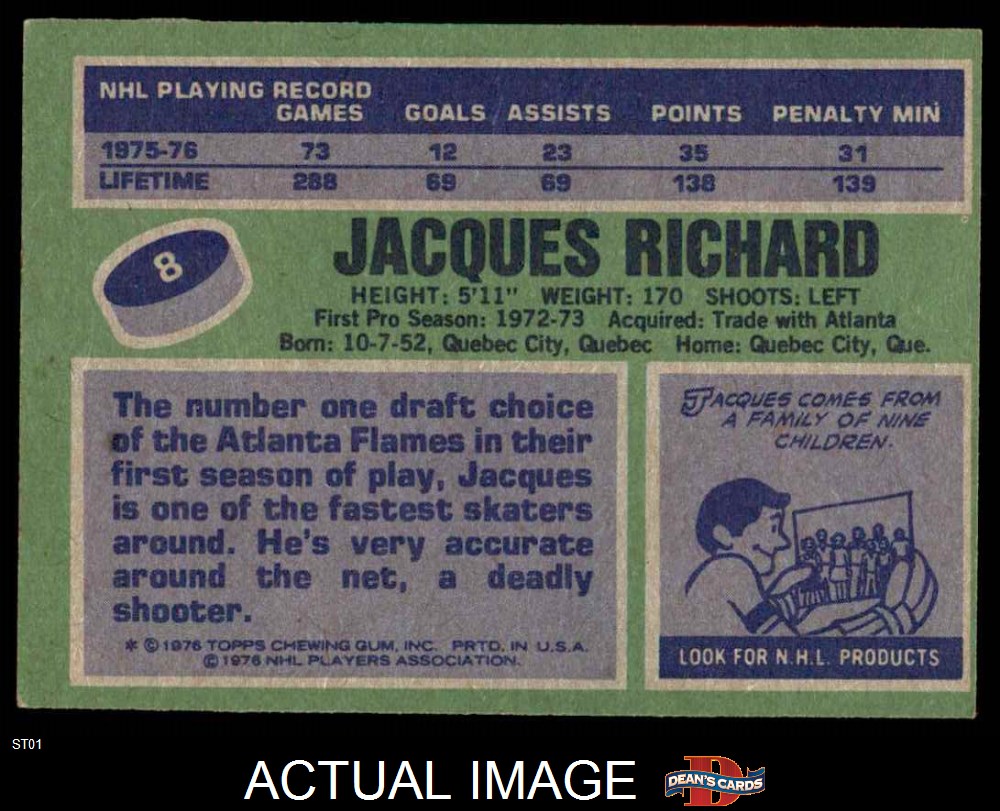 NHL PLAYING RECORD
GAMES GOALS ASSISTS POINTS PENALTY MIN
1975-76 73 12 23 35 31
LIFETIME 288 69 69 138 139
8
JACQUES RICHARD
HEIGHT: 5'11" WEIGHT: 170 SHOOTS: LEFT
First Pro Season: 1972-73 Acquired: Trade with Atlanta
Born: 10-7-52, Quebec City, Quebec Home: Quebec City, Que.
The number one draft choice
of the Atlanta Flames in their
first season of play, Jacques
is one of the fastest skaters
around. He's very accurate
around the net, a deadly
shooter.
* © 1976 TOPPS CHEWING GUM, INC. PRTD. IN U.S.A.
© 1976 NHL PLAYERS ASSOCIATION.
JACQUES COMES FROM
A FAMILY OF NINE
CHILDREN.
LOOK FOR N.H.L. PRODUCTS
ST01
ACTUAL IMAGE
D
DEAN'S CARDS